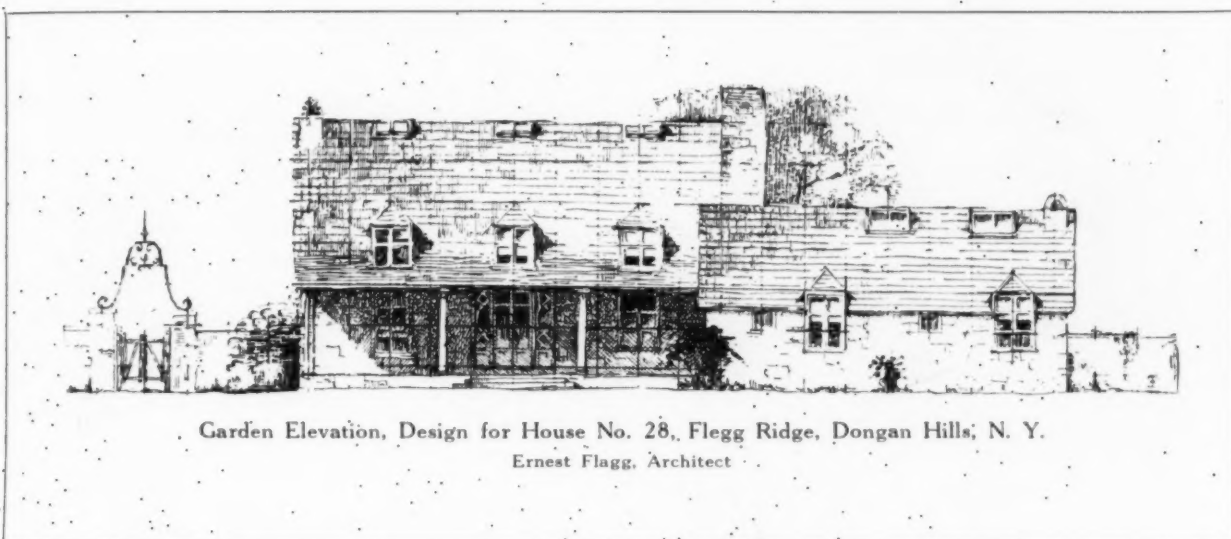 Garden Elevation, Design for House No. 28, Flegg Ridge, Dongan Hills, N. Y.
Ernest Flagg, Architect